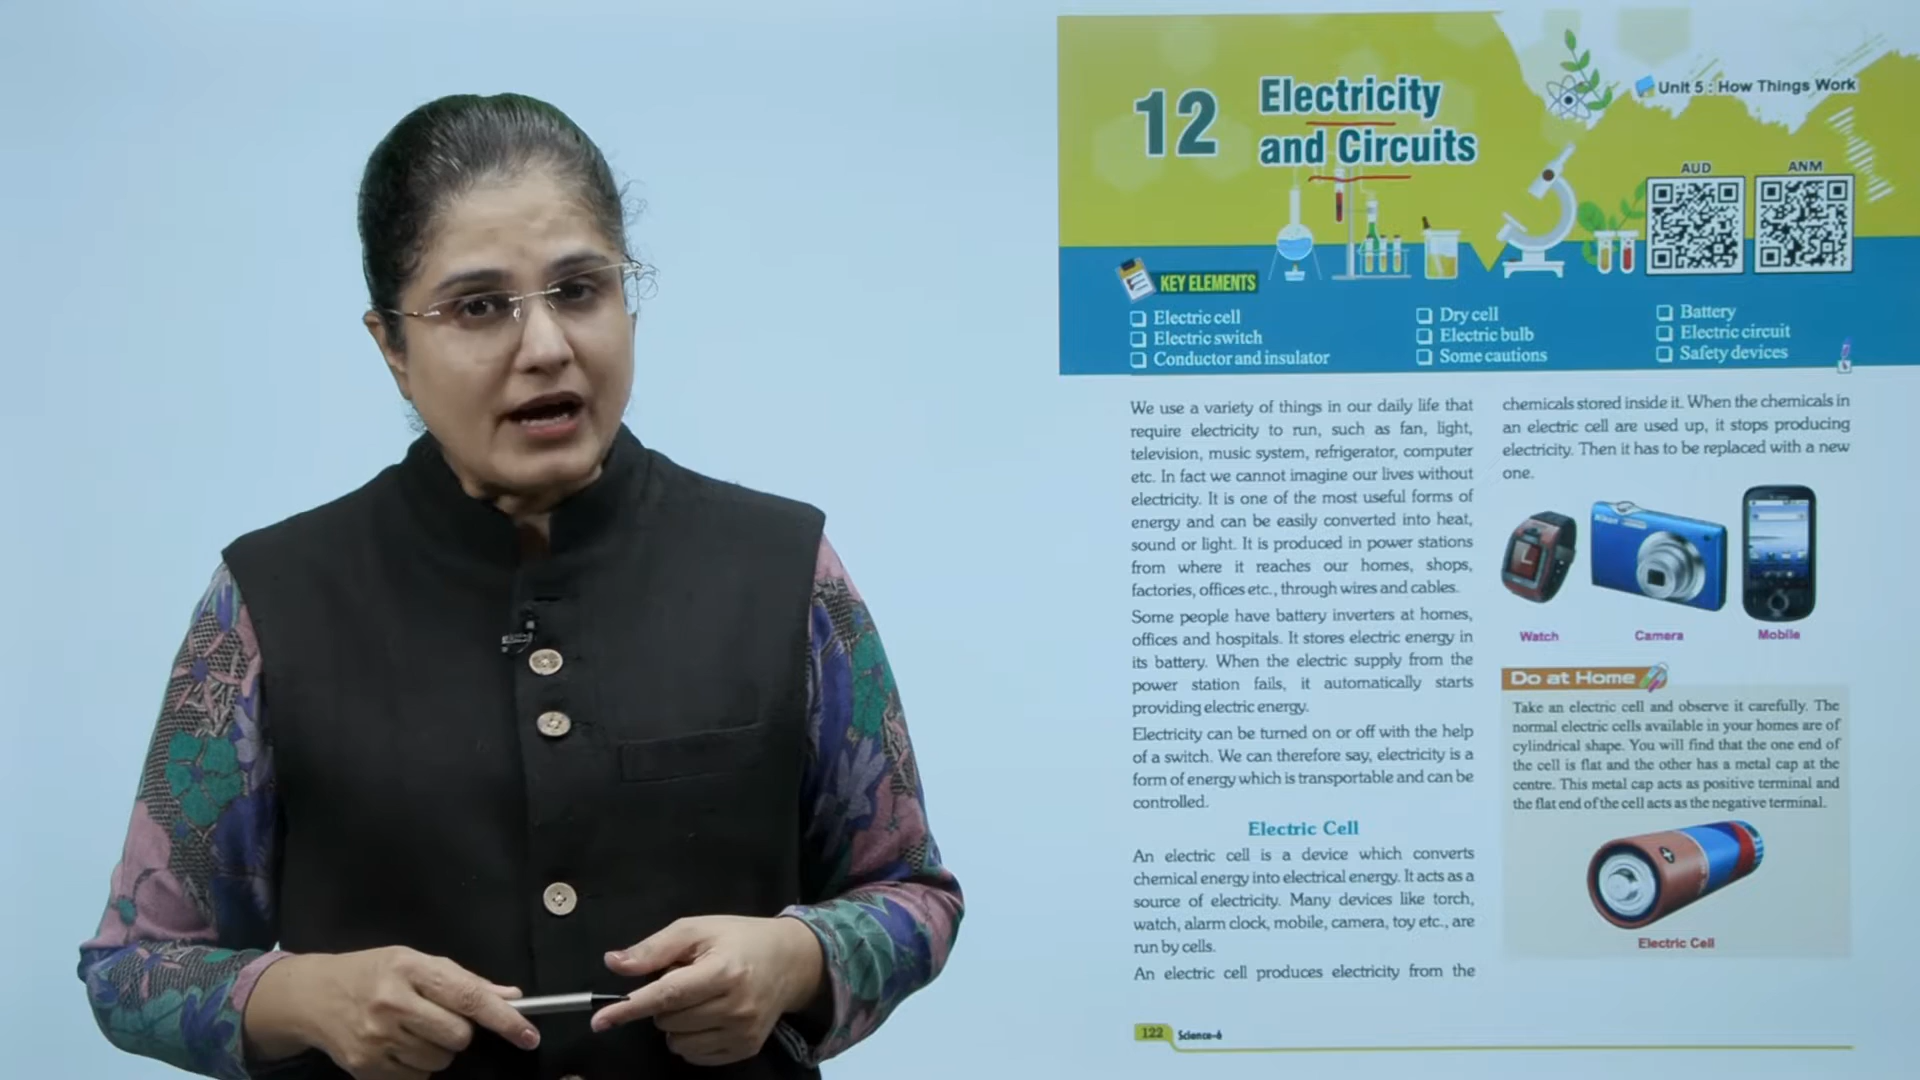 12
Electricity
and Circuits
Unit 5 : How Things Work
AUD
ANM
KEY ELEMENTS
Electric cell
Electric switch
Conductor and insulator
Dry cell
Electric bulb
Some cautions
Battery
Electric circuit
Safety devices
We use a variety of things in our daily life that
require electricity to run, such as fan, light,
television, music system, refrigerator, computer
etc. In fact we cannot imagine our lives without
electricity. It is one of the most useful forms of
energy and can be easily converted into heat,
sound or light. It is produced in power stations
from where it reaches our homes, shops,
factories, offices etc., through wires and cables.
Some people have battery inverters at homes,
offices and hospitals. It stores electric energy in
its battery. When the electric supply from the
power station fails, it automatically starts
providing electric energy.
Electricity can be turned on or off with the help
of a switch. We can therefore say, electricity is a
form of energy which is transportable and can be
controlled.
Electric Cell
An electric cell is a device which converts
chemical energy into electrical energy. It acts as a
source of electricity. Many devices like torch,
watch, alarm clock, mobile, camera, toy etc., are
run by cells.
An electric cell produces electricity from the
chemicals stored inside it. When the chemicals in
an electric cell are used up, it stops producing
electricity. Then it has to be replaced with a new
one.
Watch
Camera
Mobile
Do at Home
Take an electric cell and observe it carefully. The
normal electric cells available in your homes are of
cylindrical shape. You will find that the one end of
the cell is flat and the other has a metal cap at the
centre. This metal cap acts as positive terminal and
the flat end of the cell acts as the negative terminal.
Electric Cell
122
Science-6